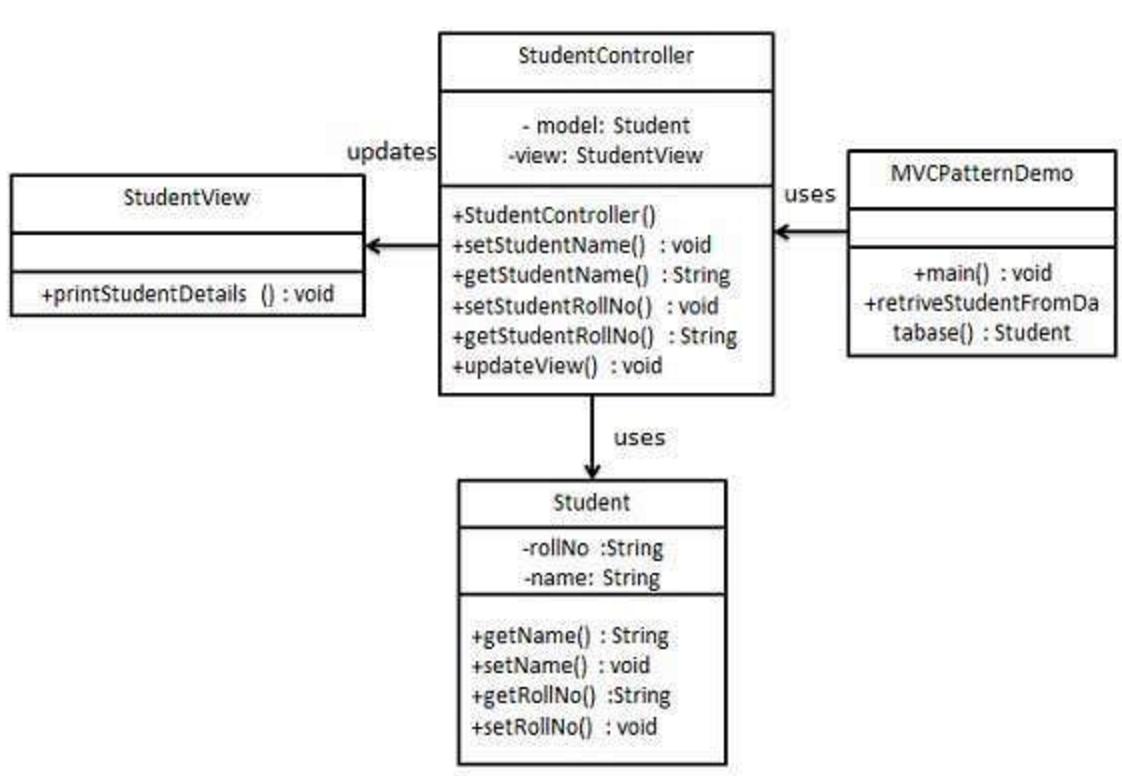 StudentController
- model: Student
-view: StudentView
+StudentController()
+setStudentName() : void
+getStudentName() : String
+setStudentRollNo() : void
+getStudentRollNo() : String
+updateView() : void
updates
StudentView
+printStudentDetails () : void
uses
MVCPatternDemo
+main() : void
+retriveStudentFromDa
tabase() : Student
uses
Student
-rollNo :String
-name: String
+getName() : String
+setName() : void
+getRollNo() :String
+setRollNo() : void